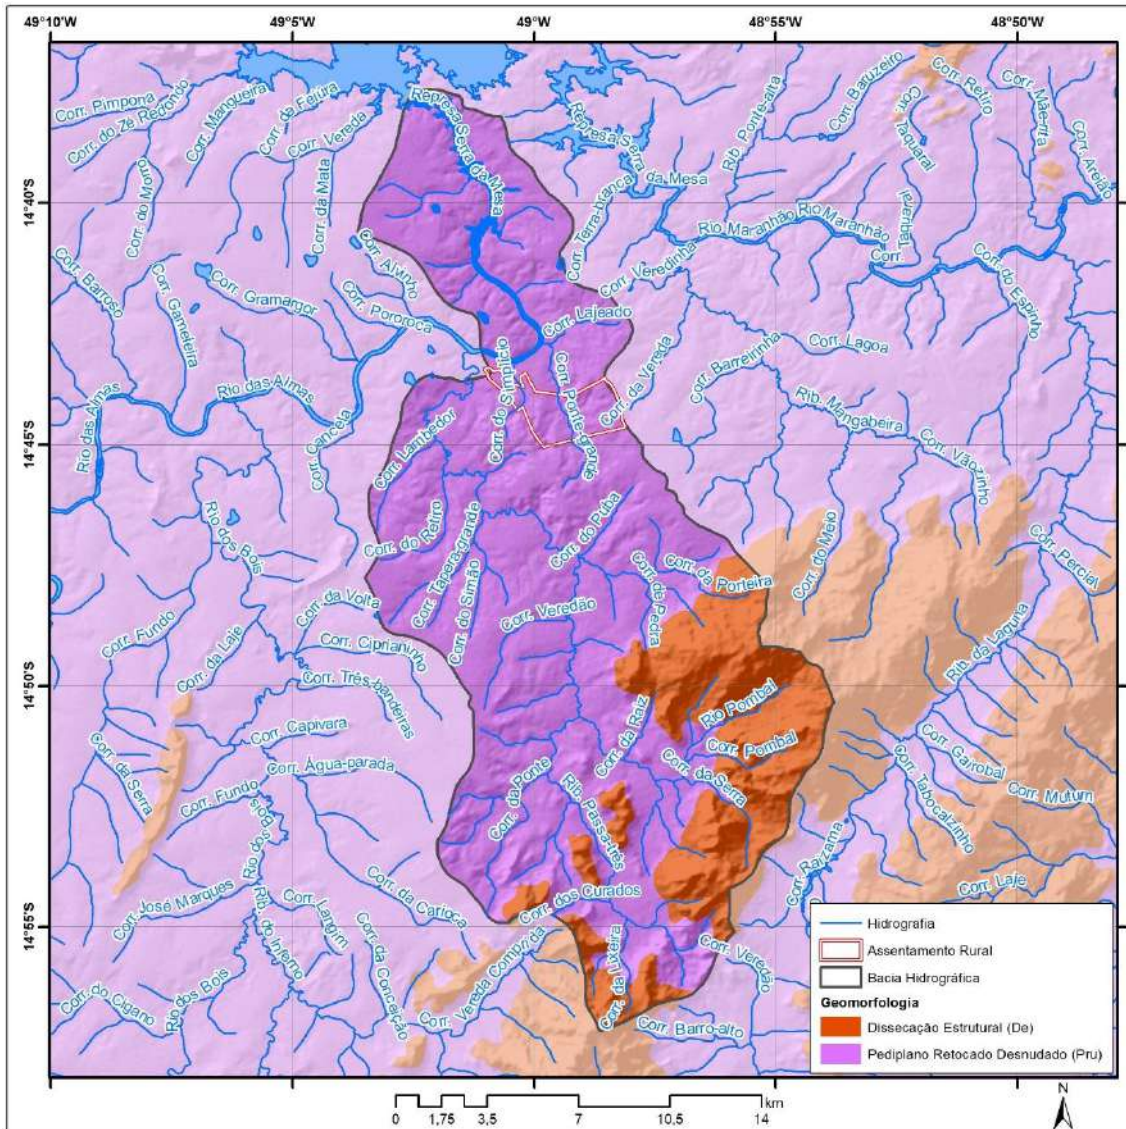 49°10'W
49°5'W
49°0'W
48°55'W
48°50'W
Corr. Pimpona
Corr. do Zé Redondo
Corr. Mangueira
Corr. de Faiúra
Corr. Vereda
Corr. do Morro
Corr. da Mata
Represa Serra da Mesa
Represa Serra da Mesa
Rib. Ponte-alta
Corr. Baruzeiro
Corr. Retiro
Corr. Taquaral
Corr. Mãe-rita
Corr. Areião
14°40'S
Corr. Terra-branca
Rio Maranhão
Rio Maranhão
Corr. Taquaral
Corr. Barroso
Corr. Gameleira
Corr. Gramargor
Corr. Alvinho
Corr. Pororoca
Corr. Veredinha
Corr. do Espinho
Corr. Lajeado
Corr. do Simplício
Corr. Ponte-grande
Corr. da Vereda
Corr. Barreirinha
Corr. Lagoa
Rio das Almas
Rio das Almas
Corr. Cancela
Corr. Lambedor
Rib. Mangabeira
Corr. Vãozinho
14°45'S
Rio dos Bois
Corr. do Retiro
Corr. Tapera-grande
Corr. do Simão
Corr. do Puba
Corr. de Pedra
Corr. da Porteira
Corr. do Meio
Corr. Percial
Corr. Fundo
Corr. da Laje
Corr. da Volta
Corr. Ciprianinho
Corr. Veredão
Rib. da Laguna
14°50'S
Corr. Três-bandeiras
Corr. Capivara
Corr. da Serra
Corr. Fundo
Corr. Água-parada
Rio dos Bois
Corr. da Ponte
Rib. Passa-três
Corr. da Raiz
Rio Pombal
Corr. Pombal
Corr. da Serra
Corr. Gairobal
Corr. Tabocalzinho
Corr. Mutum
Corr. Raizama
Corr. Laje
Corr. José Marques
Rib. do Inverno
Corr. Langim
Corr. da Carioca
Corr. da Conceição
Corr. dos Curados
14°55'S
Corr. do Cigano
Rio dos Bois
Corr. Vereda Comprida
Corr. da Lixeira
Corr. Veredão
Corr. Barro-alto
Hidrografia
Assentamento Rural
Bacia Hidrográfica
Geomorfologia
Dissecação Estrutural (De)
Pediplano Retocado Desnudado (Pru)
km
0
1,75
3,5
7
10,5
14
N